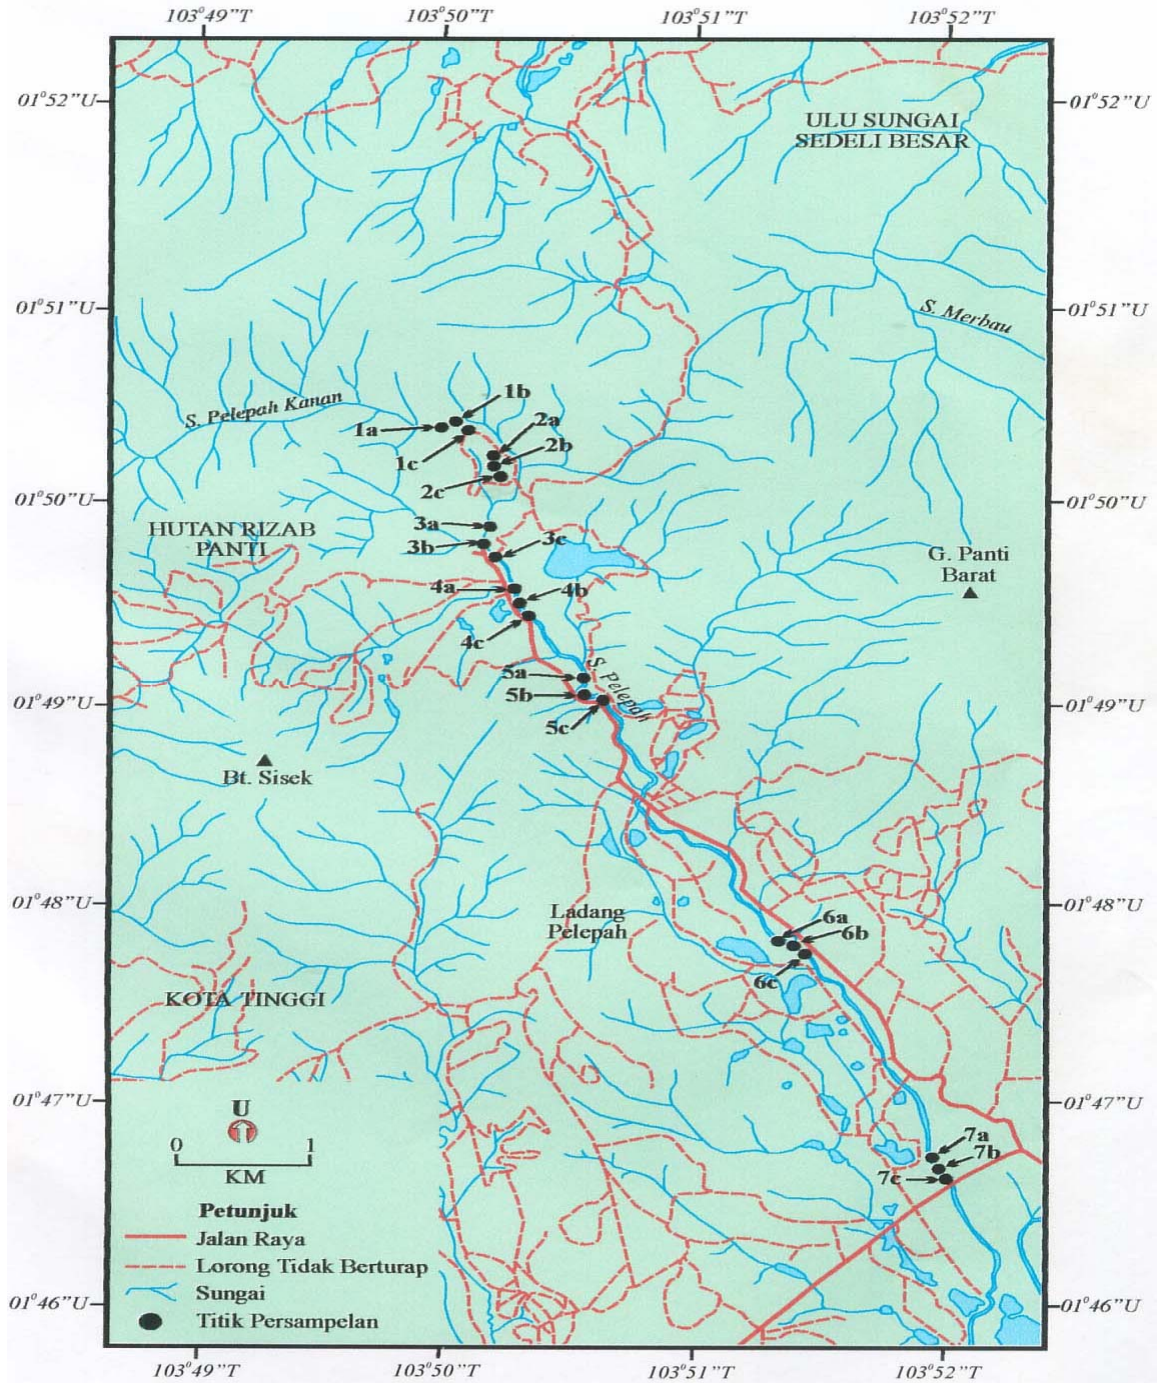 103°49”T
103°50”T
103°51”T
103°52”T
01°52”U
01°52”U
ULU SUNGAI
SEDELI BESAR
01°51”U
01°51”U
S. Merbau
S. Pelepah Kanan
1b
1a
2a
1c
2b
2c
01°50”U
01°50”U
HUTAN RIZAB
PANTI
3a
3b
3c
G. Panti
Barat
4a
4b
4c
S. Pelepah
5a
5b
5c
01°49”U
01°49”U
Bt. Sisek
01°48”U
01°48”U
Ladang
Pelepah
6a
6b
6c
KOTA TINGGI
01°47”U
01°47”U
U
0
1
KM
7a
7b
7c
Petunjuk
Jalan Raya
Lorong Tidak Berturap
Sungai
Titik Persampelan
01°46”U
01°46”U
103°49”T
103°50”T
103°51”T
103°52”T